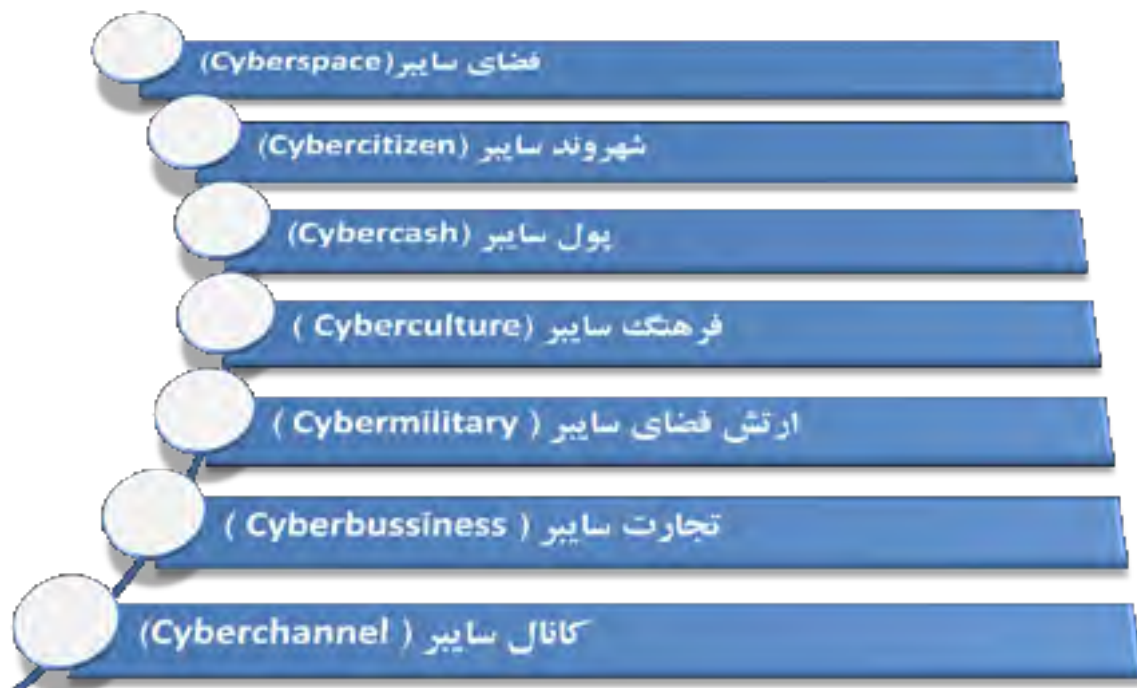 فضای سایبر(Cyberspace)
شهروند سایبر (Cybercitizen)
پول سایبر (Cybercash)
فرهنگ سایبر (Cyberculture )
ارتش فضای سایبر ( Cybermilitary )
تجارت سایبر ( Cyberbussiness )
کانال سایبر ( Cyberchannel)